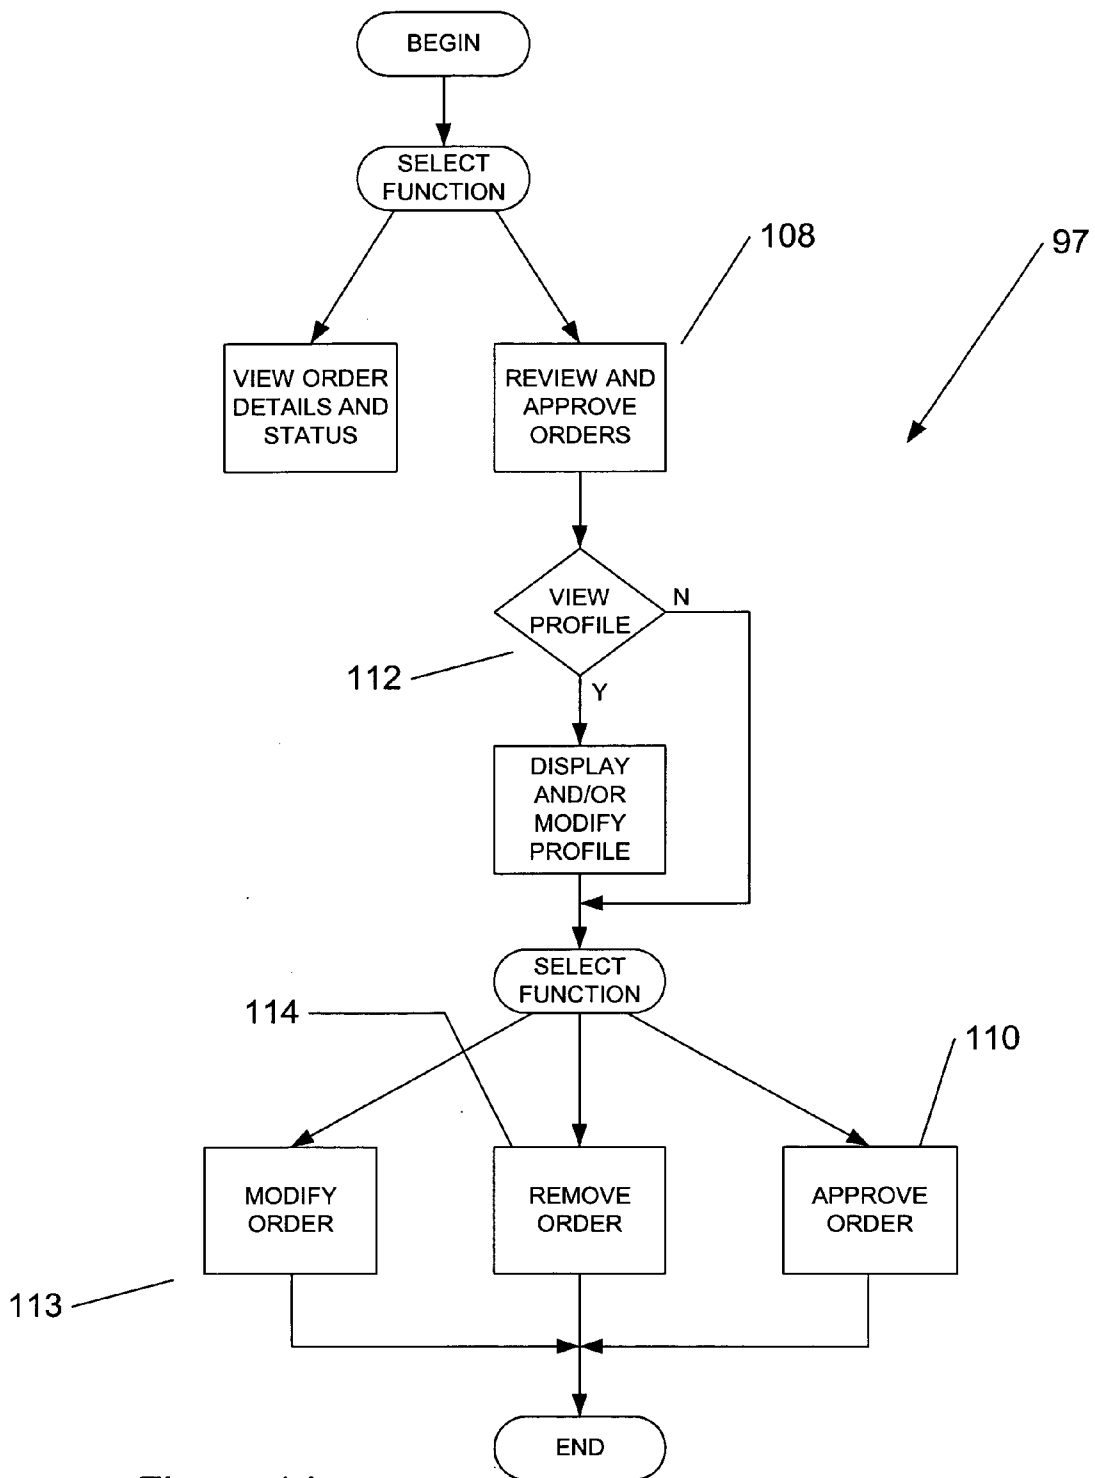 BEGIN
SELECT
FUNCTION
108
97
VIEW ORDER
DETAILS AND
STATUS
REVIEW AND
APPROVE
ORDERS
VIEW
PROFILE
N
112
Y
DISPLAY
AND/OR
MODIFY
PROFILE
SELECT
FUNCTION
114
110
MODIFY
ORDER
REMOVE
ORDER
APPROVE
ORDER
113
END